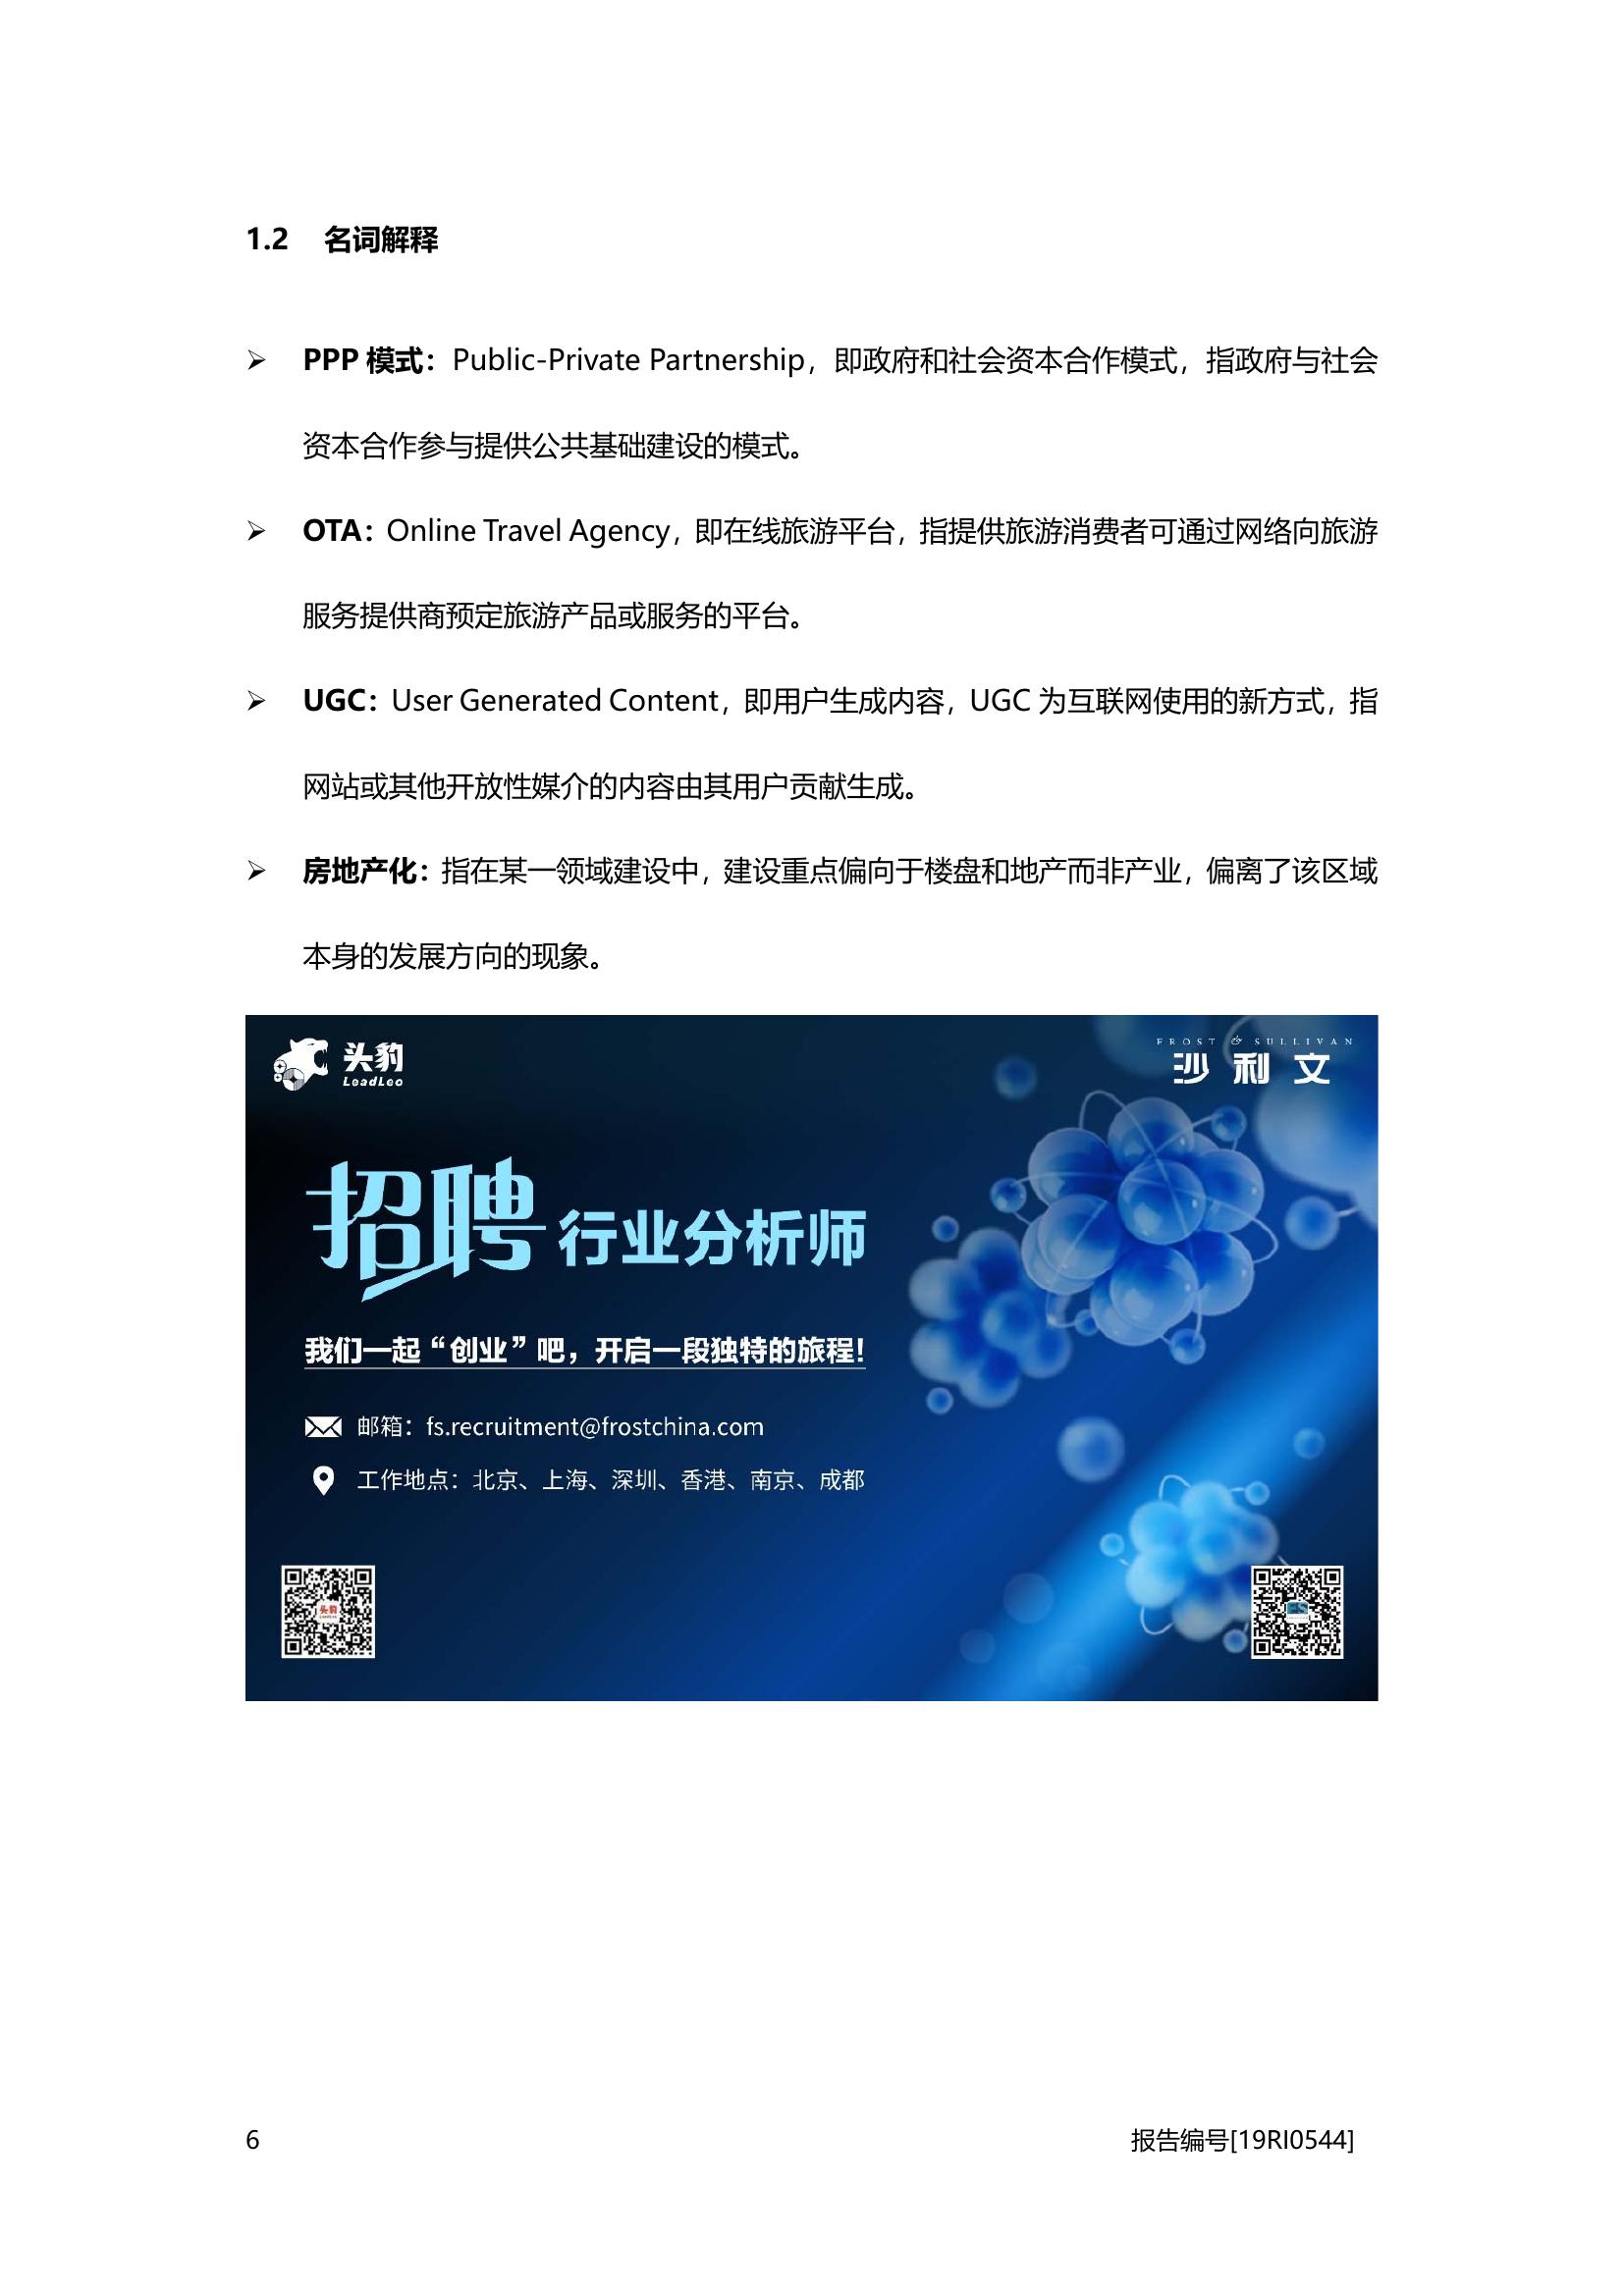 1.2 名词解释
➢ PPP 模式：Public-Private Partnership，即政府和社会资本合作模式，指政府与社会
资本合作参与提供公共基础建设的模式。
➢ OTA：Online Travel Agency，即在线旅游平台，指提供旅游消费者可通过网络向旅游
服务提供商预定旅游产品或服务的平台。
➢ UGC：User Generated Content，即用户生成内容，UGC 为互联网使用的新方式，指
网站或其他开放性媒介的内容由其用户贡献生成。
➢ 房地产化：指在某一领域建设中，建设重点偏向于楼盘和地产而非产业，偏离了该区域
本身的发展方向的现象。
头豹
LeadLeo
FROST & SULLIVAN
沙利文
招聘 行业分析师
我们一起“创业”吧，开启一段独特的旅程！
邮箱：fs.recruitment@frostchina.com
工作地点：北京、上海、深圳、香港、南京、成都
头豹
6 报告编号[19RI0544]